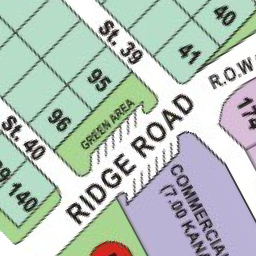 St. 39
40
41
R.O.W
95
96
GREEN AREA
RIDGE ROAD
174
St. 40
140
COMMERCIAL
(7.00 KANA